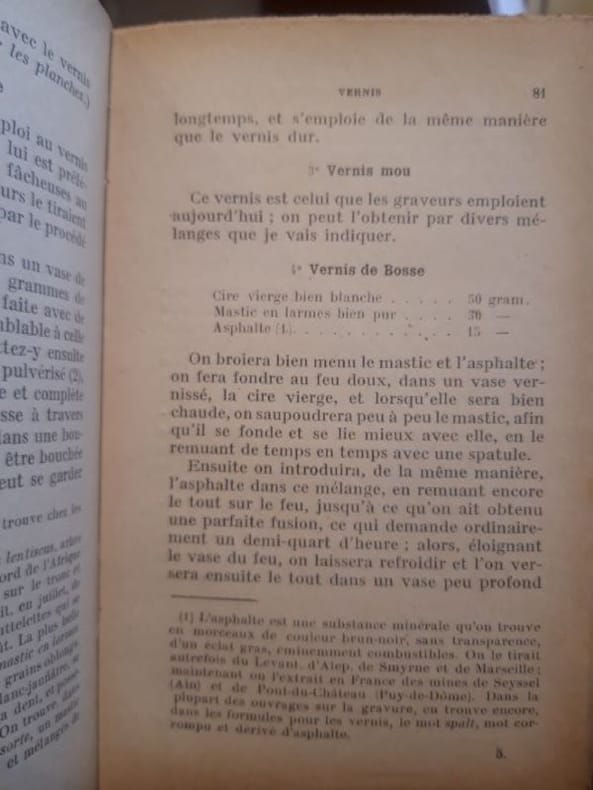 avec le vernis
les planches.)
ploi au vernis
lui est préfé-
fâcheuses au
urs le tiraient
par le procédé
ns un vase de
grammes de
faite avec de
mblable à celle
ttez-y ensuite
pulvérisé (2),
e et complète
sse à travers
dans une bou-
être bouchée
eut se garder
trouve chez les
lentiscus, arbre
ord de l'Afrique
sur le tronc et
it, en juillet, de
uttelettes qui se
t. La plus belle
mastic en larmes
grains oblongs,
lanc-jaunâtre, se
a dent, et
On trouve, dans
sorte, un mastic
et mélangés de
VERNIS 81
longtemps, et s'emploie de la même manière
que le vernis dur.
3° Vernis mou
Ce vernis est celui que les graveurs emploient
aujourd'hui ; on peut l'obtenir par divers mé-
langes que je vais indiquer.
4° Vernis de Bosse
Cire vierge bien blanche . . . . . 50 gram.
Mastic en larmes bien pur . . . . 30 —
Asphalte (1). . . . . . . . . . . 15 —
On broiera bien menu le mastic et l'asphalte ;
on fera fondre au feu doux, dans un vase ver-
nissé, la cire vierge, et lorsqu'elle sera bien
chaude, on saupoudrera peu à peu le mastic, afin
qu'il se fonde et se lie mieux avec elle, en le
remuant de temps en temps avec une spatule.
Ensuite on introduira, de la même manière,
l'asphalte dans ce mélange, en remuant encore
le tout sur le feu, jusqu'à ce qu'on ait obtenu
une parfaite fusion, ce qui demande ordinaire-
ment un demi-quart d'heure ; alors, éloignant
le vase du feu, on laissera refroidir et l'on ver-
sera ensuite le tout dans un vase peu profond
(1) L'asphalte est une substance minérale qu'on trouve
en morceaux de couleur brun-noir, sans transparence,
d'un éclat gras, éminemment combustibles. On le tirait
autrefois du Levant, d'Alep, de Smyrne et de Marseille ;
maintenant on l'extrait en France des mines de Seyssel
(Ain) et de Pont-du-Château (Puy-de-Dôme). Dans la
plupart des ouvrages sur la gravure, on trouve encore,
dans les formules pour les vernis, le mot spalt, mot cor-
rompu et dérivé d'asphalte.
5.